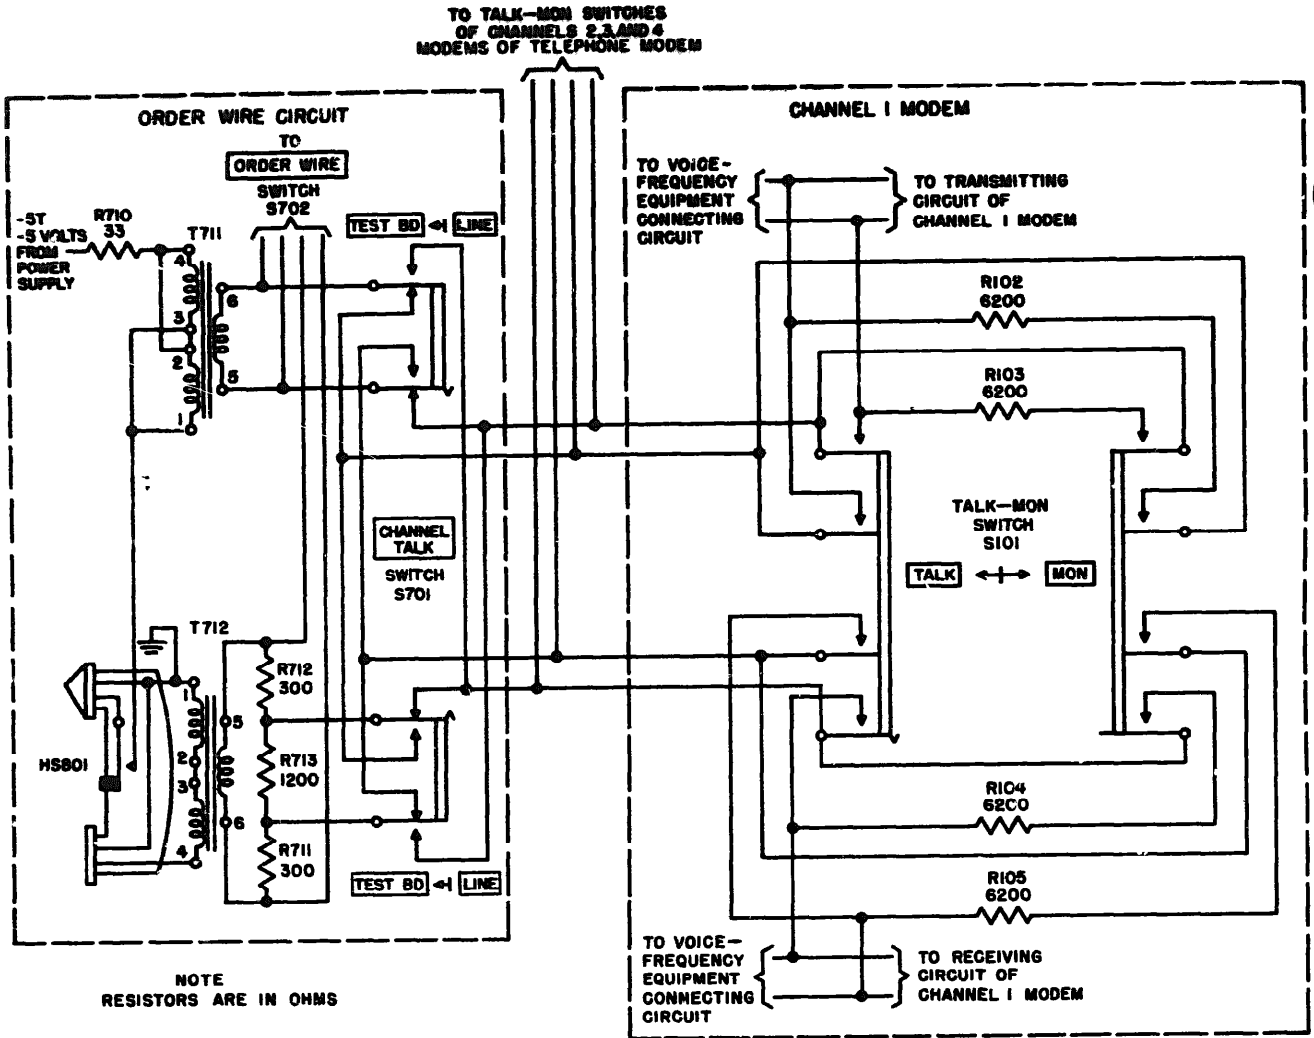 TO TALK-MON SWITCHES
OF CHANNELS 2,3,AND 4
MODEMS OF TELEPHONE MODEM
ORDER WIRE CIRCUIT
TO
ORDER WIRE
SWITCH
S702
-5T
-5 VOLTS
FROM
POWER
SUPPLY
R710
33
T711
4
3
2
1
6
5
TEST BD
LINE
CHANNEL
TALK
SWITCH
S701
T712
1
2
3
4
5
6
R712
300
R713
1200
R711
300
HS801
TEST BD
LINE
NOTE
RESISTORS ARE IN OHMS
CHANNEL 1 MODEM
TO VOICE-
FREQUENCY
EQUIPMENT
CONNECTING
CIRCUIT
TO TRANSMITTING
CIRCUIT OF
CHANNEL 1 MODEM
R102
6200
R103
6200
TALK-MON
SWITCH
S101
TALK
MON
R104
6200
R105
6200
TO VOICE-
FREQUENCY
EQUIPMENT
CONNECTING
CIRCUIT
TO RECEIVING
CIRCUIT OF
CHANNEL 1 MODEM